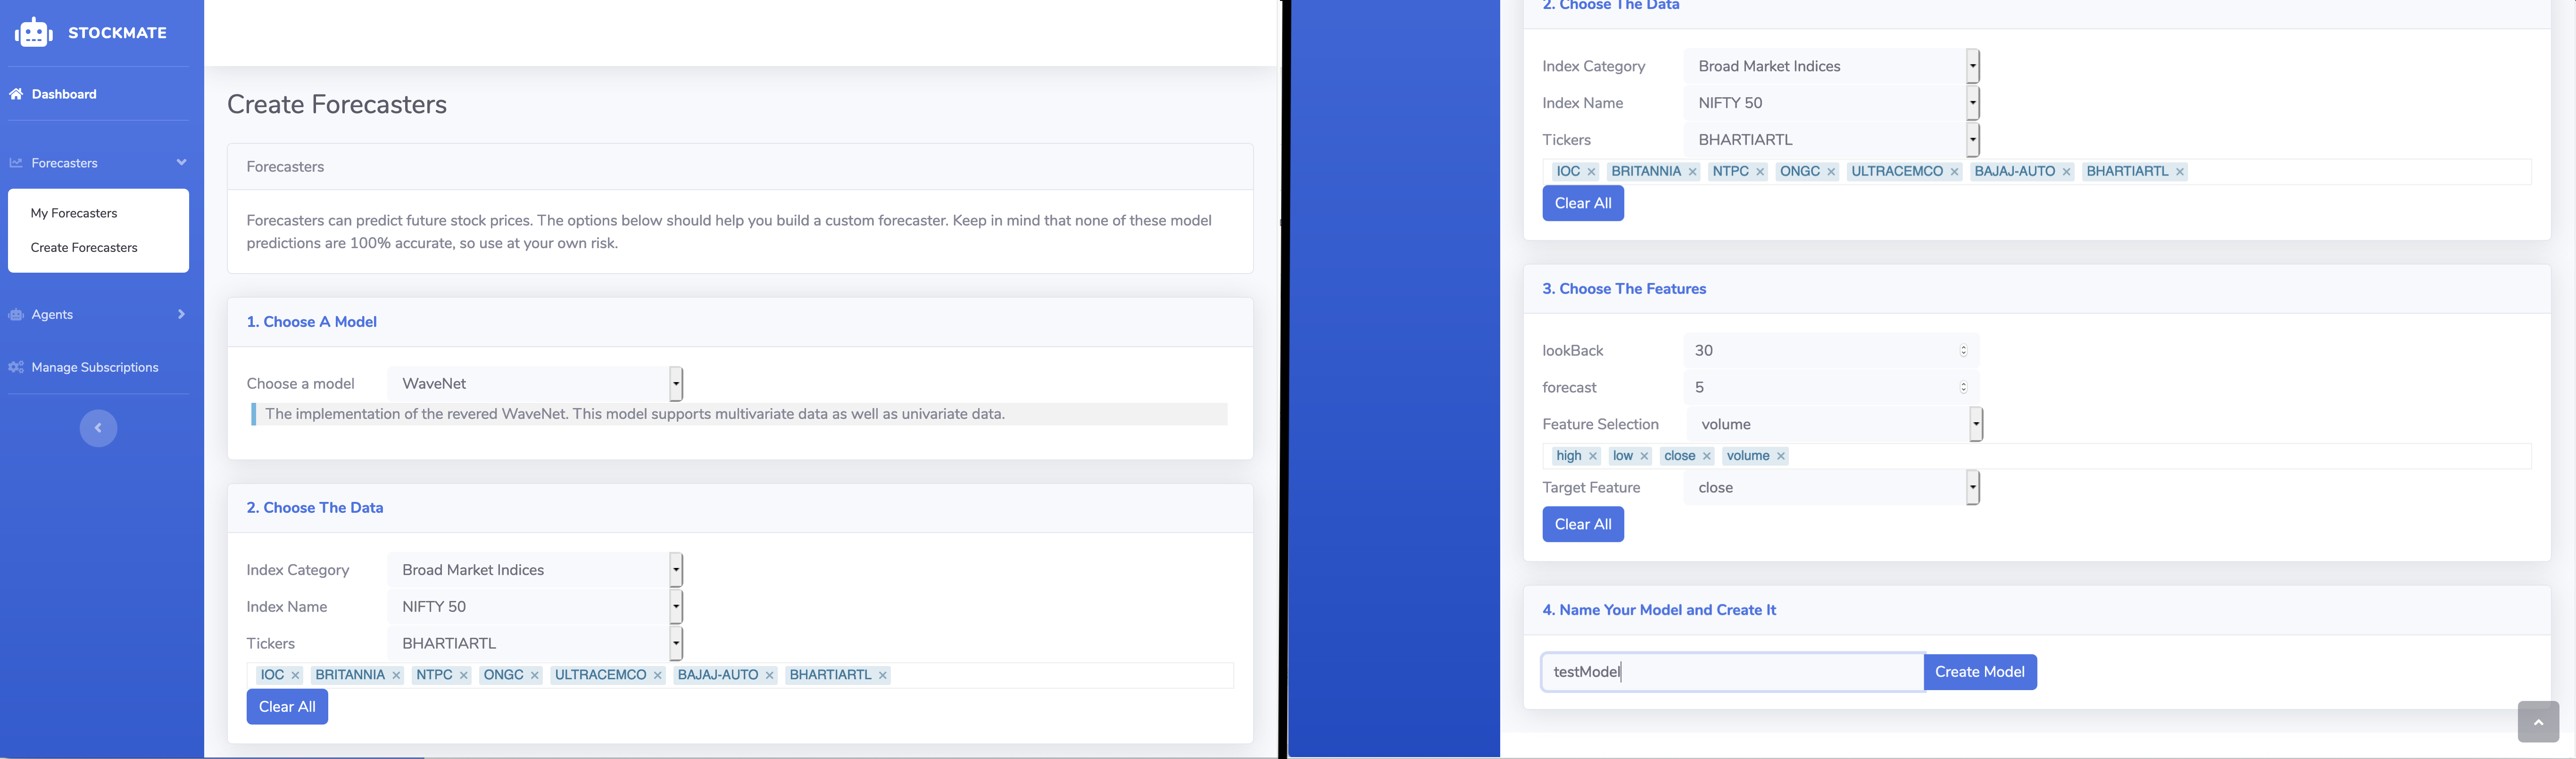 STOCKMATE
Dashboard
Forecasters
My Forecasters
Create Forecasters
Agents
Manage Subscriptions
Create Forecasters
Forecasters
Forecasters can predict future stock prices. The options below should help you build a custom forecaster. Keep in mind that none of these model
predictions are 100% accurate, so use at your own risk.
1. Choose A Model
Choose a model WaveNet
The implementation of the revered WaveNet. This model supports multivariate data as well as univariate data.
2. Choose The Data
Index Category Broad Market Indices
Index Name NIFTY 50
Tickers BHARTIARTL
IOC × BRITANNIA × NTPC × ONGC × ULTRACEMCO × BAJAJ-AUTO × BHARTIARTL ×
Clear All
2. Choose The Data
Index Category Broad Market Indices
Index Name NIFTY 50
Tickers BHARTIARTL
IOC × BRITANNIA × NTPC × ONGC × ULTRACEMCO × BAJAJ-AUTO × BHARTIARTL ×
Clear All
3. Choose The Features
lookBack 30
forecast 5
Feature Selection volume
high × low × close × volume ×
Target Feature close
Clear All
4. Name Your Model and Create It
testModel Create Model